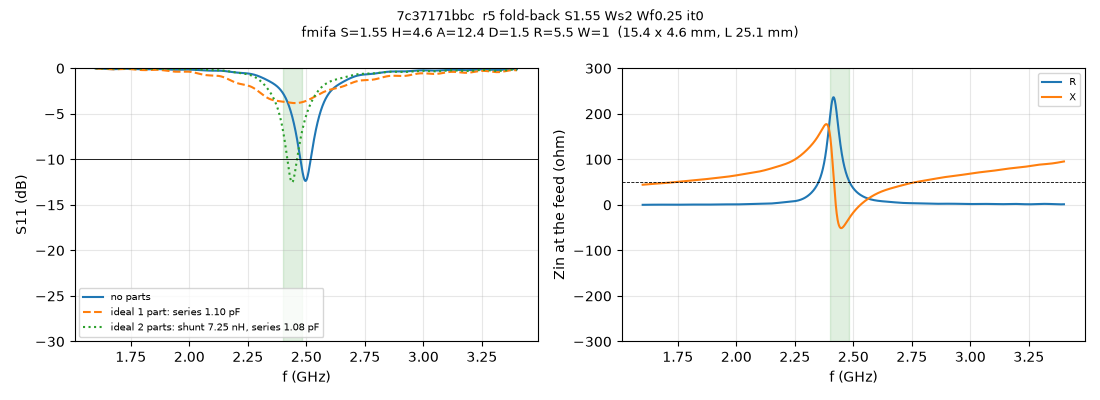 7c37171bbc  r5 fold-back S1.55 Ws2 Wf0.25 it0
fmifa S=1.55 H=4.6 A=12.4 D=1.5 R=5.5 W=1  (15.4 x 4.6 mm, L 25.1 mm)
S11 (dB)
0
−5
−10
−15
−20
−25
−30
no parts
ideal 1 part: series 1.10 pF
ideal 2 parts: shunt 7.25 nH, series 1.08 pF
1.75 2.00 2.25 2.50 2.75 3.00 3.25
f (GHz)
Zin at the feed (ohm)
300
200
100
0
−100
−200
−300
R
X
1.75 2.00 2.25 2.50 2.75 3.00 3.25
f (GHz)